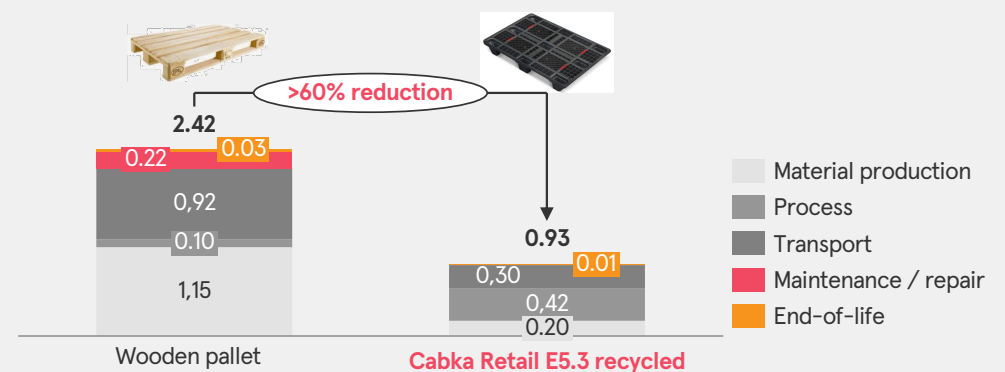 >60% reduction
2.42
0.03
0.22
0,92
0.10
1,15
Wooden pallet
0.93
0.01
0,30
0,42
0.20
Cabka Retail E5.3 recycled
Material production
Process
Transport
Maintenance / repair
End-of-life